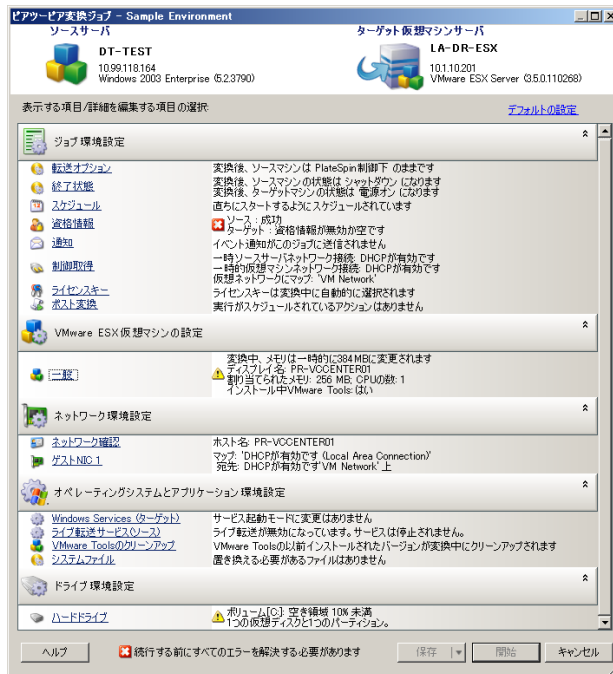 ピアツーピア変換ジョブ - Sample Environment
ソースサーバ
ターゲット仮想マシンサーバ
DT-TEST
LA-DR-ESX
10.99.118.164
10.1.10.201
Windows 2003 Enterprise (5.2.3790)
VMware ESX Server (3.5.0.110268)
表示する項目/詳細を編集する項目の選択
デフォルトの設定
ジョブ環境設定
転送オプション
変換後、ソースマシンは PlateSpin制御下 のままです
終了状態
変換後、ソースマシンの状態は シャットダウン になります
変換後、ターゲットマシンの状態は 電源オン になります
スケジュール
直ちにスタートするようにスケジュールされています
資格情報
ソース : 成功
ターゲット : 資格情報が無効か空です
通知
イベント通知がこのジョブに送信されません
制御取得
一時ソースサーバネットワーク接続: DHCPが有効です
一時的仮想マシンネットワーク接続: DHCPが有効です
仮想ネットワークにマップ: 'VM Network'
ライセンスキー
ライセンスキーは変換中に自動的に選択されます
ポスト変換
実行がスケジュールされているアクションはありません
VMware ESX仮想マシンの設定
一般
変換中、メモリは一時的に384MBに変更されます
ディスプレイ名: PR-VCCENTER01
割り当てられたメモリ: 256 MB; CPUの数: 1
インストール中VMware Tools: はい
ネットワーク環境設定
ネットワーク確認
ホスト名: PR-VCCENTER01
ゲストNIC 1
マップ: 'DHCPが有効です (Local Area Connection)'
宛先: DHCPが有効です'VM Network' 上
オペレーティングシステムとアプリケーション環境設定
Windows Services (ターゲット)
サービス起動モードに変更はありません
ライブ転送サービス(ソース)
ライブ転送が無効になっています。サービスは停止されません。
VMware Toolsのクリーンアップ
VMware Toolsの以前インストールされたバージョンが変換中にクリーンアップされます
システムファイル
置き換える必要があるファイルはありません
ドライブ環境設定
ハードドライブ
ボリューム[C:]: 空き領域 10% 未満
1つの仮想ディスクと1つのパーティション。
ヘルプ
続行する前にすべてのエラーを解決する必要があります
保存
開始
キャンセル